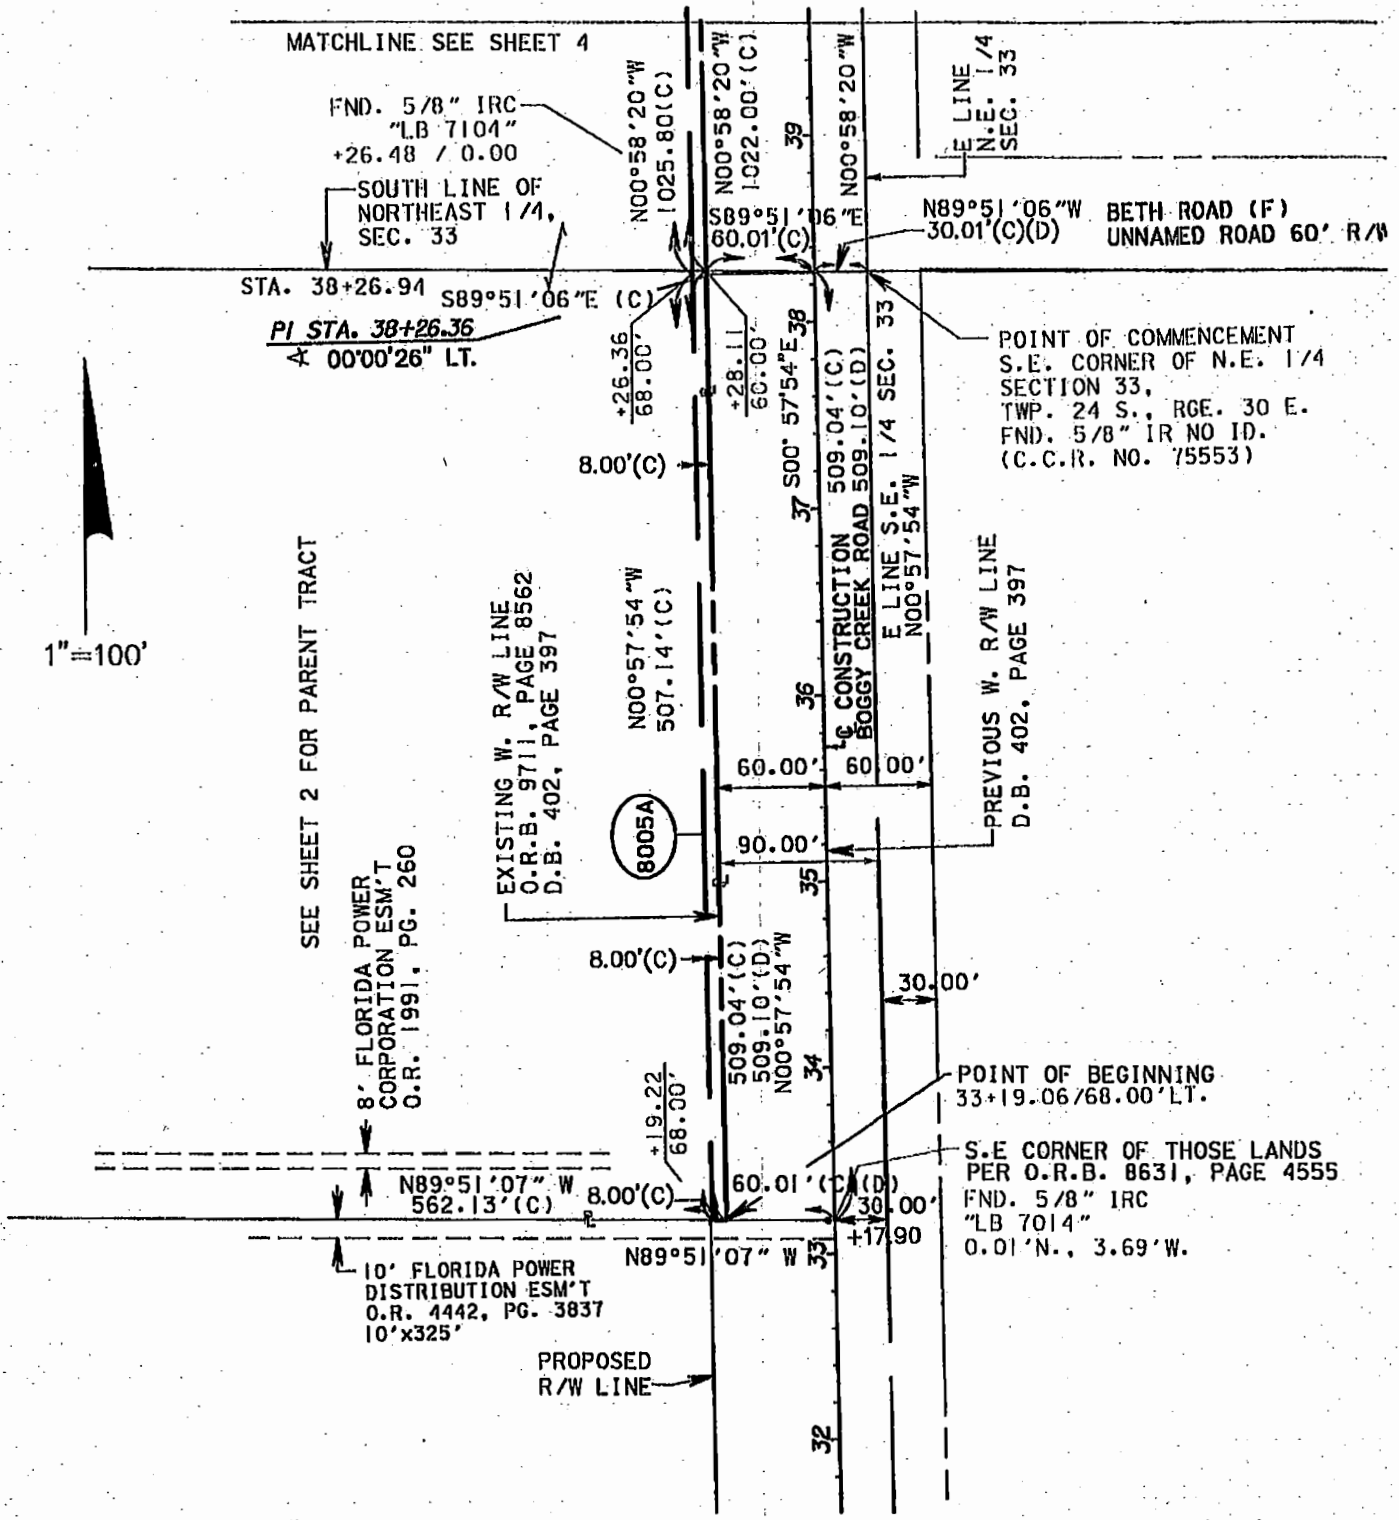 MATCHLINE SEE SHEET 4
FND. 5/8" IRC
"LB 7104"
+26.48 / 0.00
SOUTH LINE OF
NORTHEAST 1/4,
SEC. 33
N00°58'20"W
1025.80(C)
N00°58'20"W
1022.00'(C)
39
N00°58'20"W
E LINE
N.E. 1/4
SEC. 33
S89°51'06"E
60.01'(C)
N89°51'06"W
30.01'(C)(D)
BETH ROAD (F)
UNNAMED ROAD 60' R/W
STA. 38+26.94
S89°51'06"E (C)
PI STA. 38+26.36
00°00'26" LT.
+26.36
68.00'
+28.11
60.00'
38
S00° 57'54"E
37
509.04'(C)
509.10'(D)
E LINE S.E. 1/4 SEC. 33
N00°57'54"W
POINT OF COMMENCEMENT
S.E. CORNER OF N.E. 1/4
SECTION 33,
TWP. 24 S., RGE. 30 E.
FND. 5/8" IR NO ID.
(C.C.R. NO. 75553)
8.00'(C)
1"=100'
SEE SHEET 2 FOR PARENT TRACT
EXISTING W. R/W LINE
O.R.B. 9711, PAGE 8562
D.B. 402, PAGE 397
N00°57'54"W
507.14'(C)
36
℄ CONSTRUCTION
BOGGY CREEK ROAD
PREVIOUS W. R/W LINE
D.B. 402, PAGE 397
60.00'
60.00'
8005A
90.00'
35
8' FLORIDA POWER
CORPORATION ESM'T
O.R. 1991, PG. 260
8.00'(C)
509.04'(C)
509.10'(D)
N00°57'54"W
30.00'
34
POINT OF BEGINNING
33+19.06/68.00'LT.
+19.22
68.00'
S.E CORNER OF THOSE LANDS
PER O.R.B. 8631, PAGE 4555
FND. 5/8" IRC
"LB 7014"
0.01'N., 3.69'W.
N89°51'07" W
562.13'(C)
8.00'(C)
60.01'(C)(D)
30.00'
+17.90
N89°51'07" W
33
10' FLORIDA POWER
DISTRIBUTION ESM'T
O.R. 4442, PG. 3837
10'x325'
PROPOSED
R/W LINE
32